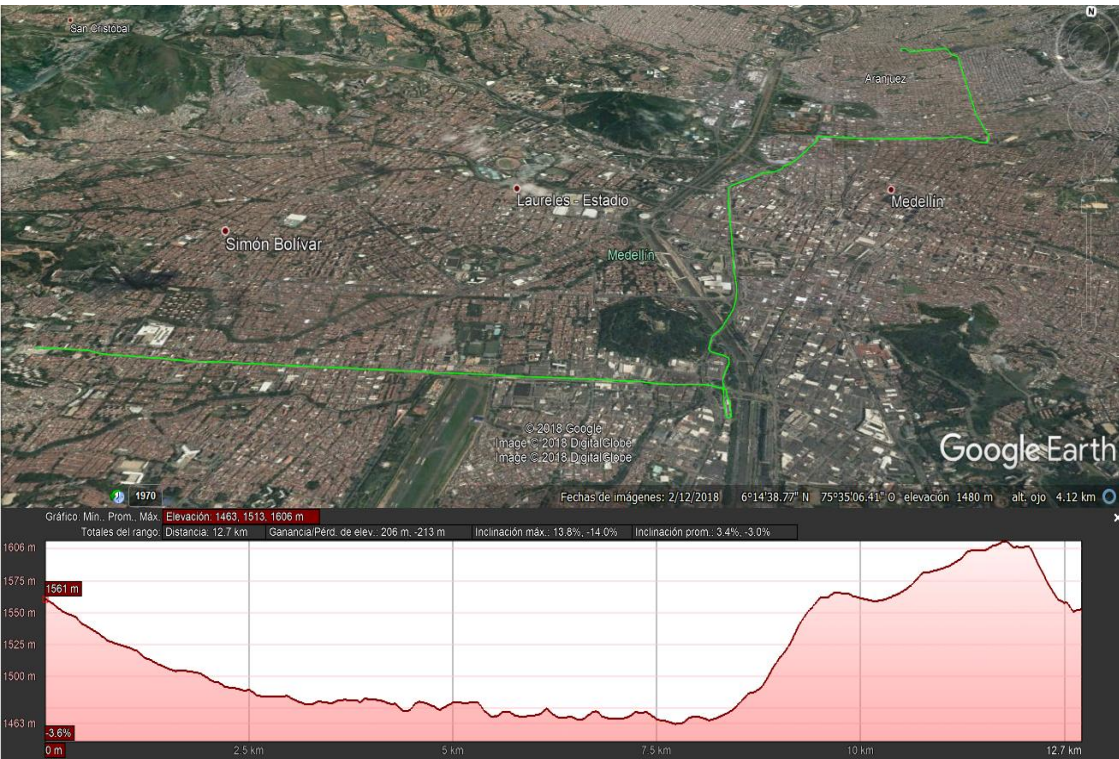 San Cristóbal
N
Aranjuez
Medellín
Laureles - Estadio
Simón Bolívar
Medellín
© 2018 Google
Image © 2018 DigitalGlobe
Image © 2018 DigitalGlobe
Google Earth
1970
Fechas de imágenes: 2/12/2018 6°14'38.77" N 75°35'06.41" O elevación 1480 m alt. ojo 4.12 km
Gráfico: Mín., Prom., Máx. Elevación: 1463, 1513, 1606 m
Totales del rango: Distancia: 12.7 km Ganancia/Pérd. de elev.: 206 m, -213 m Inclinación máx.: 13.8%, -14.0% Inclinación prom.: 3.4%, -3.0%
1606 m
1575 m
1561 m
1550 m
1525 m
1500 m
1463 m
-3.6%
0 m 2.5 km 5 km 7.5 km 10 km 12.7 km